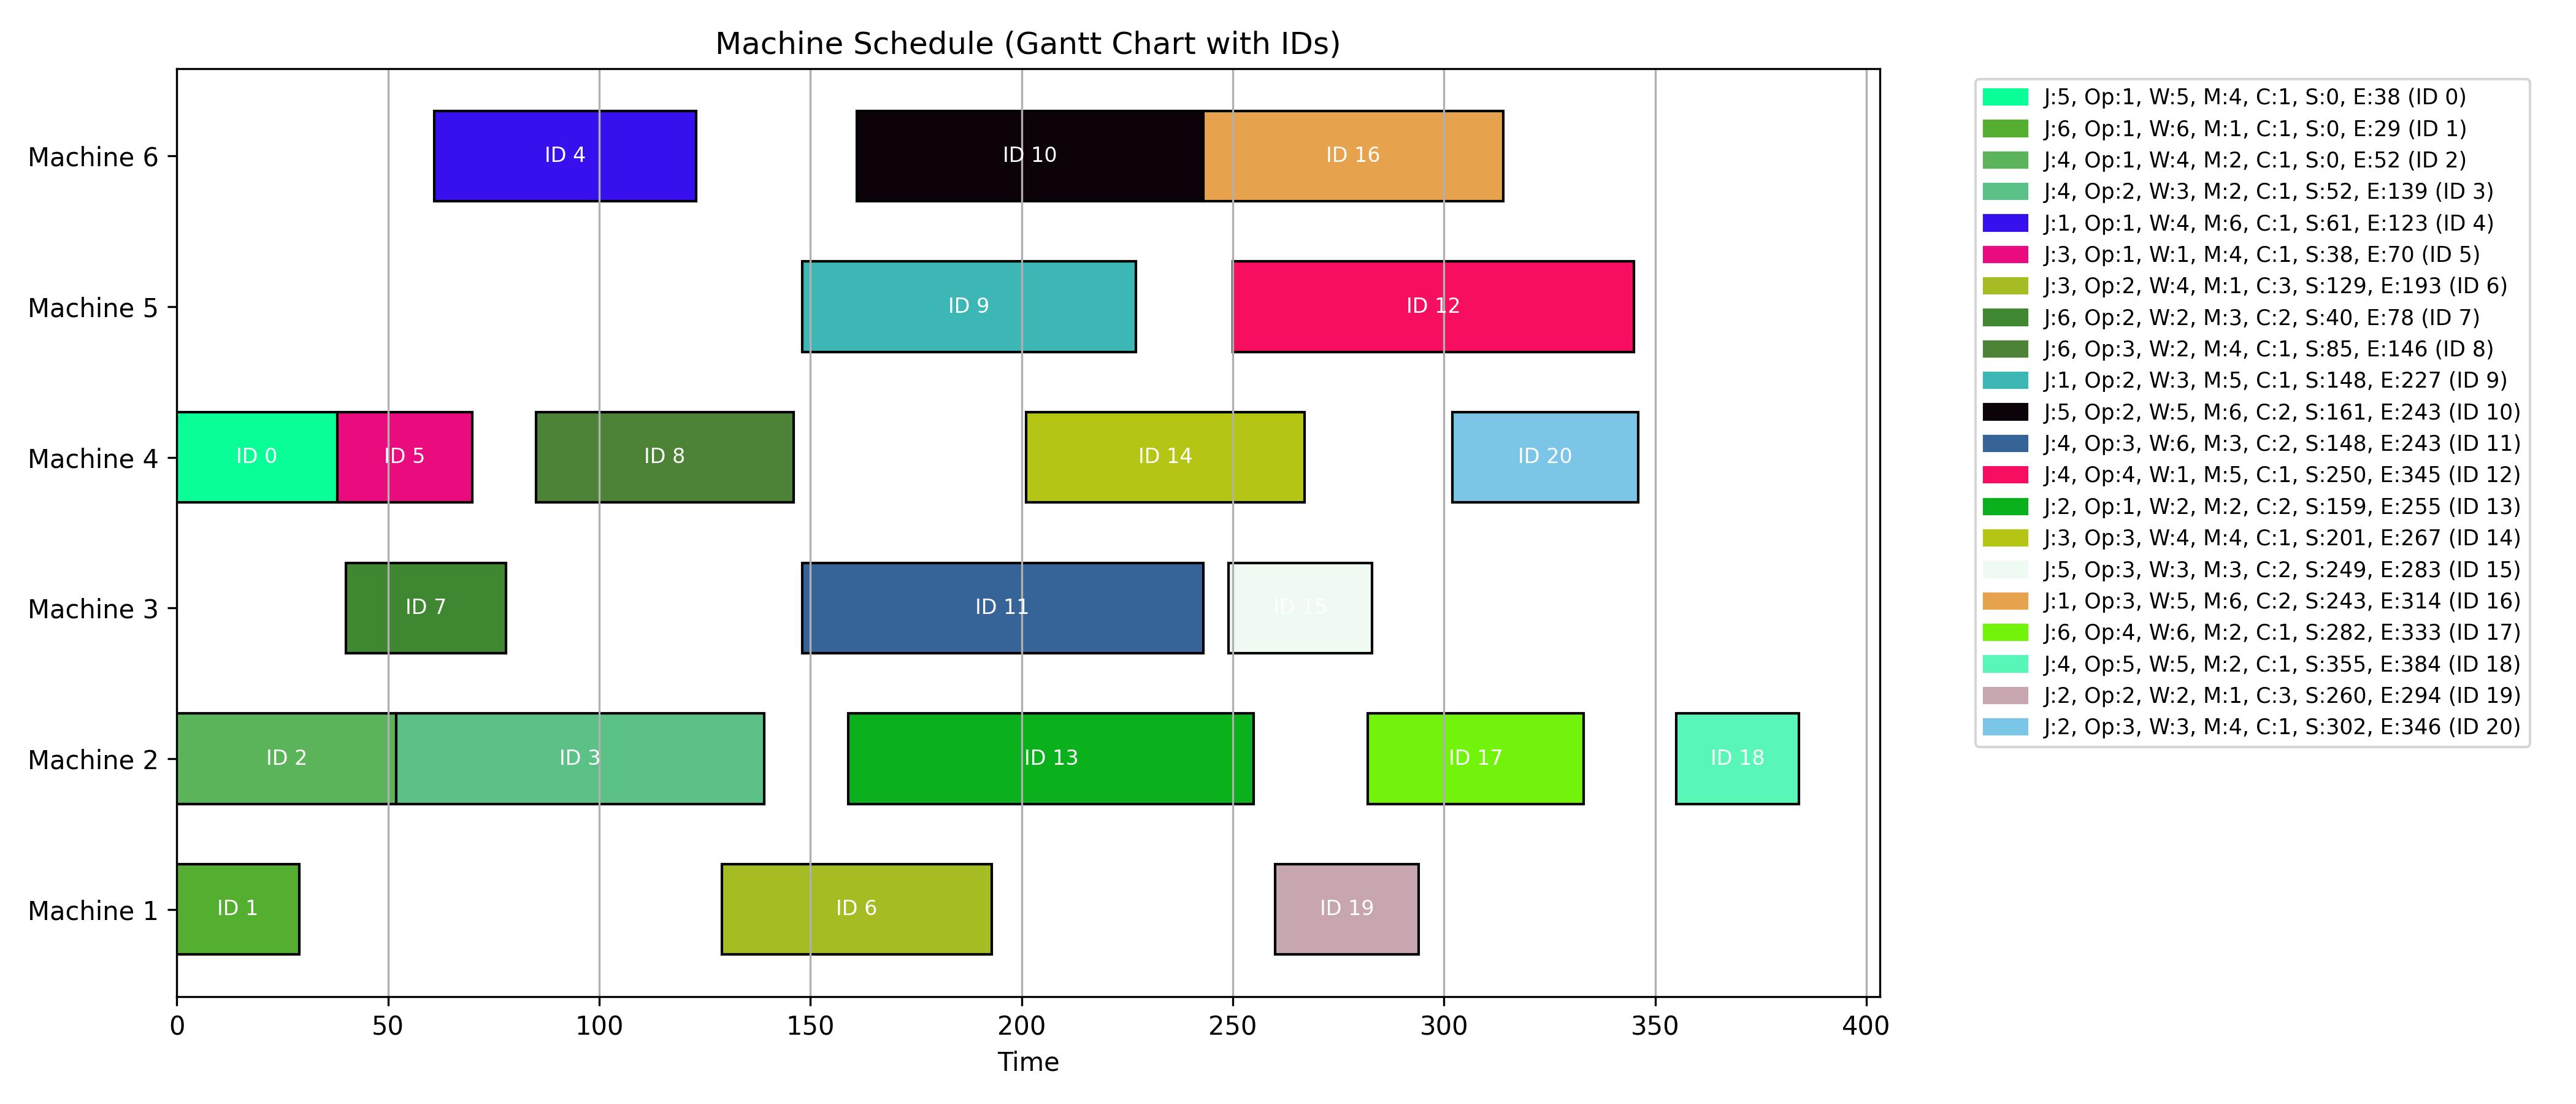 Machine Schedule (Gantt Chart with IDs)
Machine 6
ID 4
ID 10
ID 16
Machine 5
ID 9
ID 12
Machine 4
ID 0
ID 5
ID 8
ID 14
ID 20
Machine 3
ID 7
ID 11
ID 15
Machine 2
ID 2
ID 3
ID 13
ID 17
ID 18
Machine 1
ID 1
ID 6
ID 19
0 50 100 150 200 250 300 350 400
Time
J:5, Op:1, W:5, M:4, C:1, S:0, E:38 (ID 0)
J:6, Op:1, W:6, M:1, C:1, S:0, E:29 (ID 1)
J:4, Op:1, W:4, M:2, C:1, S:0, E:52 (ID 2)
J:4, Op:2, W:3, M:2, C:1, S:52, E:139 (ID 3)
J:1, Op:1, W:4, M:6, C:1, S:61, E:123 (ID 4)
J:3, Op:1, W:1, M:4, C:1, S:38, E:70 (ID 5)
J:3, Op:2, W:4, M:1, C:3, S:129, E:193 (ID 6)
J:6, Op:2, W:2, M:3, C:2, S:40, E:78 (ID 7)
J:6, Op:3, W:2, M:4, C:1, S:85, E:146 (ID 8)
J:1, Op:2, W:3, M:5, C:1, S:148, E:227 (ID 9)
J:5, Op:2, W:5, M:6, C:2, S:161, E:243 (ID 10)
J:4, Op:3, W:6, M:3, C:2, S:148, E:243 (ID 11)
J:4, Op:4, W:1, M:5, C:1, S:250, E:345 (ID 12)
J:2, Op:1, W:2, M:2, C:2, S:159, E:255 (ID 13)
J:3, Op:3, W:4, M:4, C:1, S:201, E:267 (ID 14)
J:5, Op:3, W:3, M:3, C:2, S:249, E:283 (ID 15)
J:1, Op:3, W:5, M:6, C:2, S:243, E:314 (ID 16)
J:6, Op:4, W:6, M:2, C:1, S:282, E:333 (ID 17)
J:4, Op:5, W:5, M:2, C:1, S:355, E:384 (ID 18)
J:2, Op:2, W:2, M:1, C:3, S:260, E:294 (ID 19)
J:2, Op:3, W:3, M:4, C:1, S:302, E:346 (ID 20)